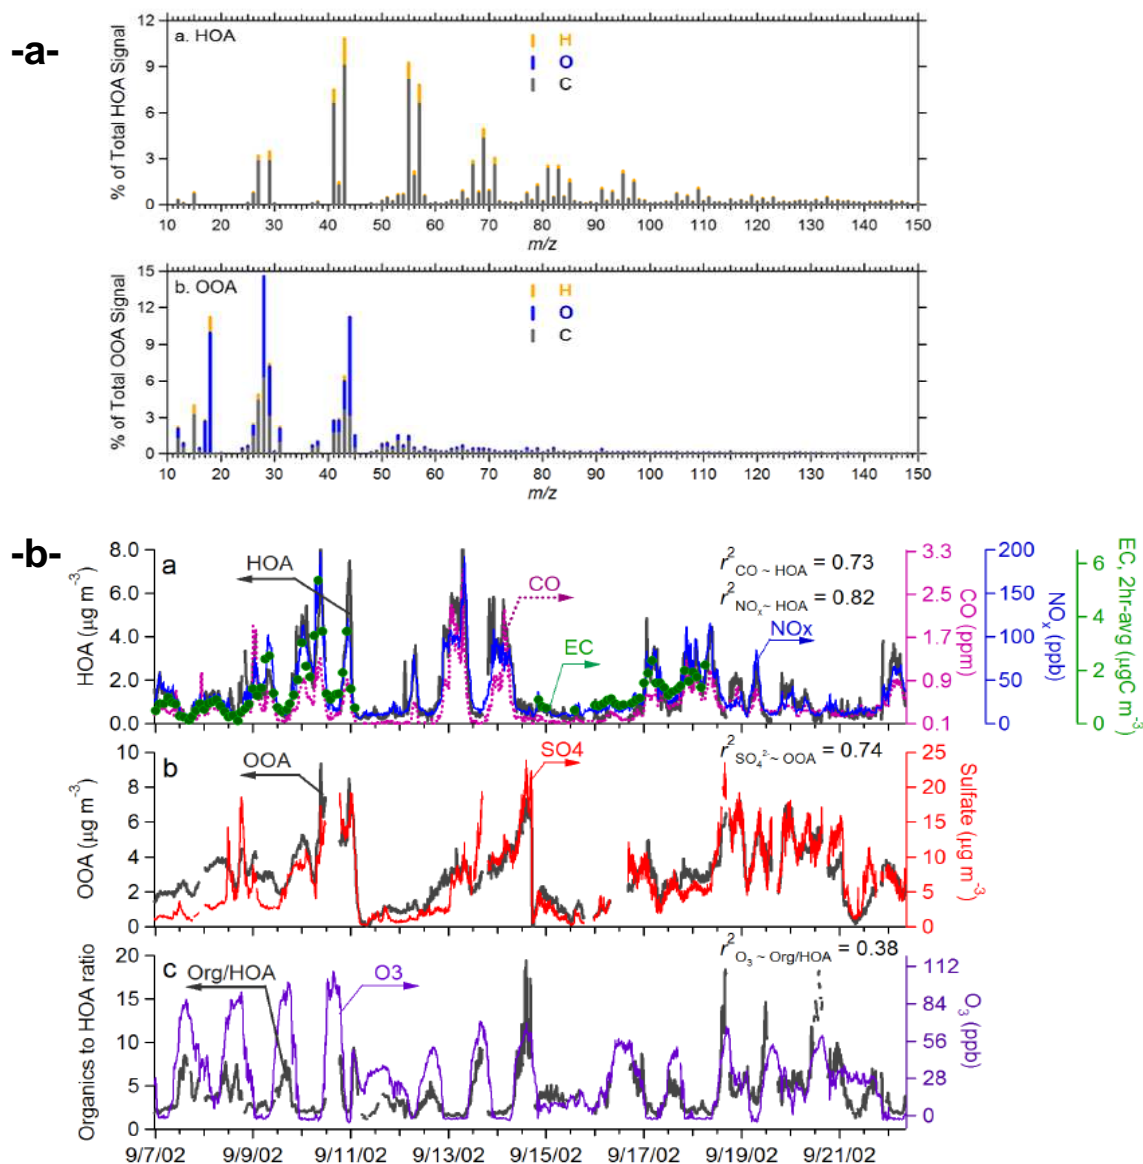 -a-
12
9
6
3
0
% of Total HOA Signal
a. HOA
H
O
C
10 20 30 40 50 60 70 80 90 100 110 120 130 140 150
m/z
15
12
9
6
3
0
% of Total OOA Signal
b. OOA
H
O
C
10 20 30 40 50 60 70 80 90 100 110 120 130 140 150
m/z
-b-
8.0
6.0
4.0
2.0
0.0
HOA (µg m⁻³)
a
HOA
CO
EC
NOx
r² CO ~ HOA = 0.73
r² NOx ~ HOA = 0.82
3.3
2.5
1.7
0.9
0.1
CO (ppm)
200
150
100
50
0
NOx (ppb)
6
4
2
0
EC, 2hr-avg (µgC m⁻³)
10
8
6
4
2
0
OOA (µg m⁻³)
b
OOA
SO4
r² SO₄²⁻ ~ OOA = 0.74
25
20
15
10
5
0
Sulfate (µg m⁻³)
20
15
10
5
0
Organics to HOA ratio
c
Org/HOA
O3
r² O₃ ~ Org/HOA = 0.38
112
84
56
28
0
O₃ (ppb)
9/7/02 9/9/02 9/11/02 9/13/02 9/15/02 9/17/02 9/19/02 9/21/02